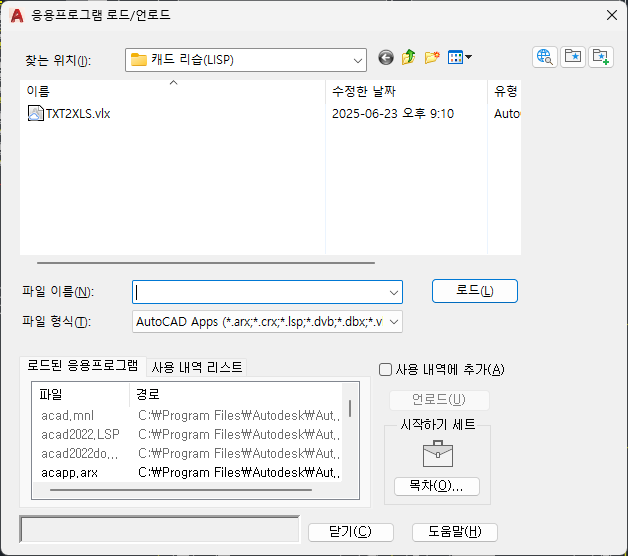 응용프로그램 로드/언로드
찾는 위치(I): 캐드 리습(LISP)
이름 수정한 날짜 유형
TXT2XLS.vlx 2025-06-23 오후 9:10 Auto
파일 이름(N): 로드(L)
파일 형식(T): AutoCAD Apps (*.arx;*.crx;*.lsp;*.dvb;*.dbx;*.v
로드된 응용프로그램 사용 내역 리스트 사용 내역에 추가(A)
파일 경로
언로드(U)
acad.mnl C:₩Program Files₩Autodesk₩Aut...
시작하기 세트
acad2022.LSP C:₩Program Files₩Autodesk₩Aut...
acad2022do... C:₩Program Files₩Autodesk₩Aut...
acapp.arx C:₩Program Files₩Autodesk₩Aut...
목차(O)...
닫기(C) 도움말(H)